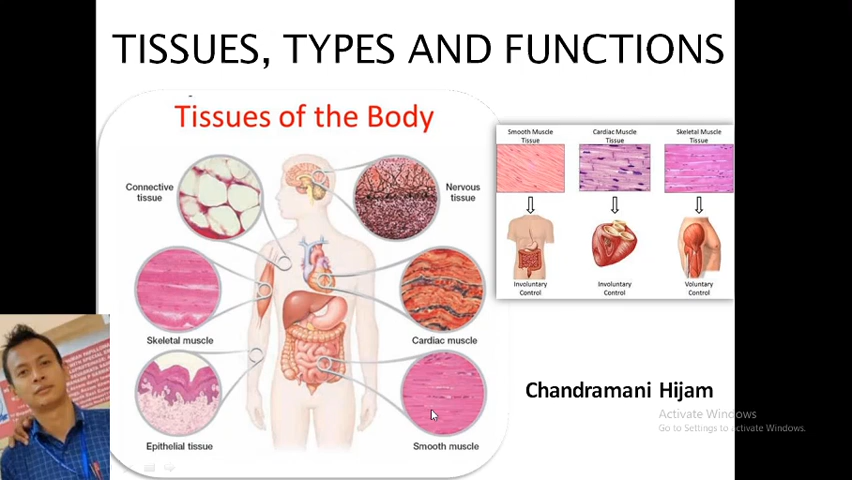 TISSUES, TYPES AND FUNCTIONS
Tissues of the Body
Connective
tissue
Nervous
tissue
Skeletal muscle
Cardiac muscle
Epithelial tissue
Smooth muscle
Smooth Muscle
Tissue
Cardiac Muscle
Tissue
Skeletal Muscle
Tissue
Involuntary
Control
Involuntary
Control
Voluntary
Control
Chandramani Hijam
Activate Windows
Go to Settings to activate Windows.